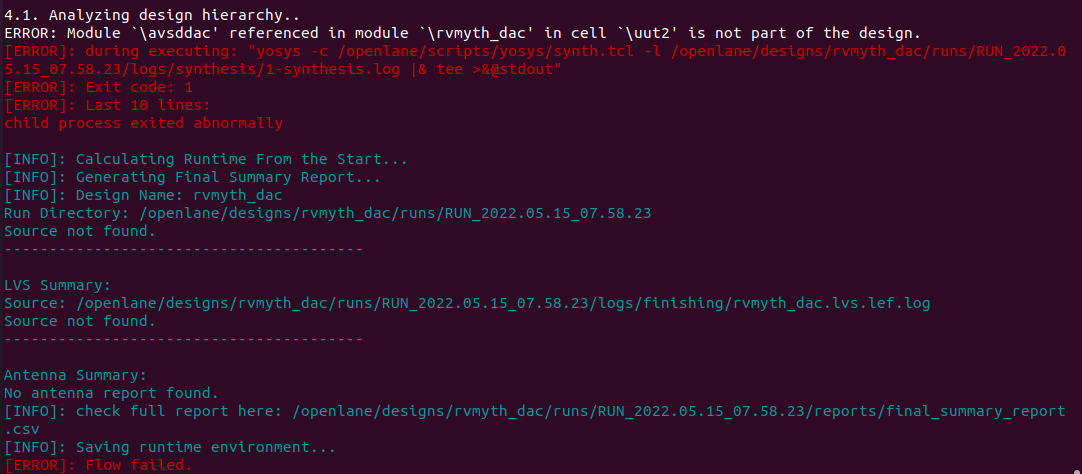 4.1. Analyzing design hierarchy..
ERROR: Module `\avsddac' referenced in module `\rvmyth_dac' in cell `\uut2' is not part of the design.
[ERROR]: during executing: "yosys -c /openlane/scripts/yosys/synth.tcl -l /openlane/designs/rvmyth_dac/runs/RUN_2022.0
5.15_07.58.23/logs/synthesis/1-synthesis.log |& tee >&@stdout"
[ERROR]: Exit code: 1
[ERROR]: Last 10 lines:
child process exited abnormally
[INFO]: Calculating Runtime From the Start...
[INFO]: Generating Final Summary Report...
[INFO]: Design Name: rvmyth_dac
Run Directory: /openlane/designs/rvmyth_dac/runs/RUN_2022.05.15_07.58.23
Source not found.
----------------------------------------
LVS Summary:
Source: /openlane/designs/rvmyth_dac/runs/RUN_2022.05.15_07.58.23/logs/finishing/rvmyth_dac.lvs.lef.log
Source not found.
----------------------------------------
Antenna Summary:
No antenna report found.
[INFO]: check full report here: /openlane/designs/rvmyth_dac/runs/RUN_2022.05.15_07.58.23/reports/final_summary_report
.csv
[INFO]: Saving runtime environment...
[ERROR]: Flow failed.